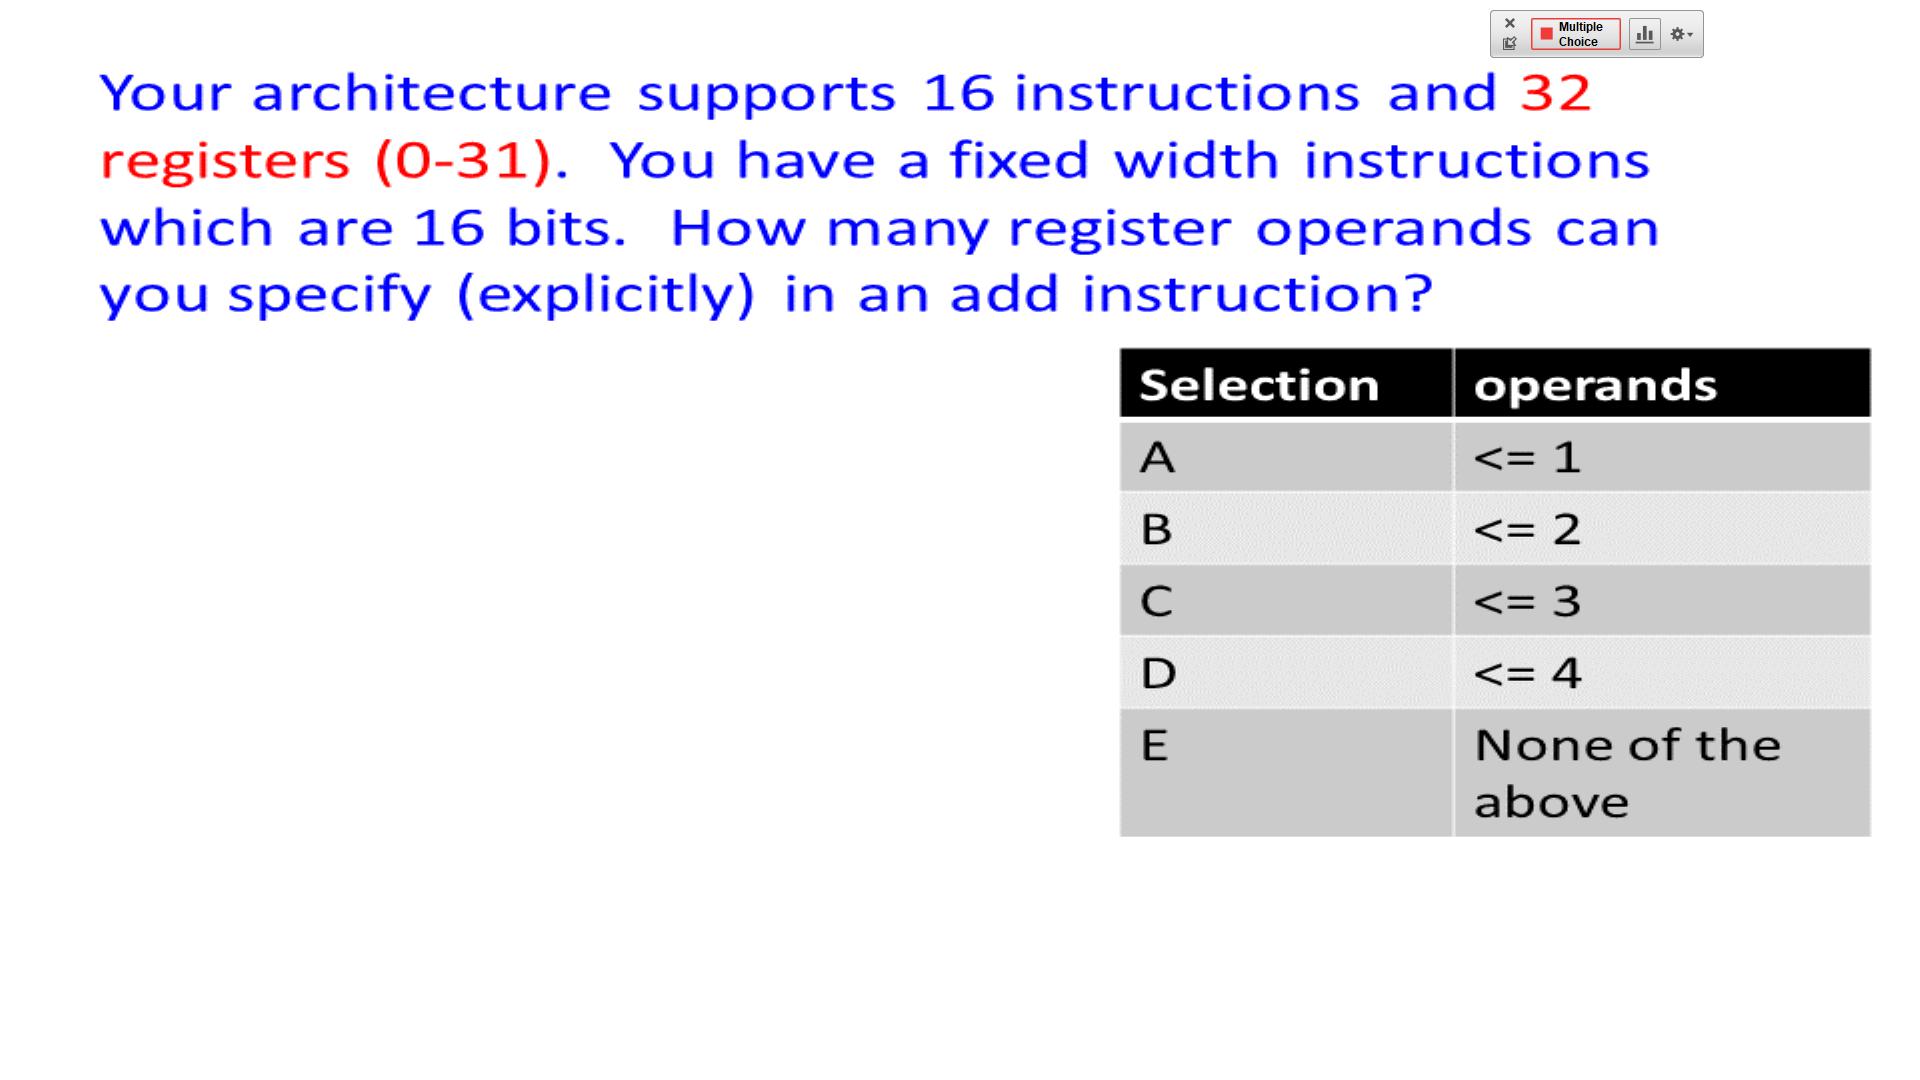 Multiple
Choice
Your architecture supports 16 instructions and 32
registers (0-31). You have a fixed width instructions
which are 16 bits. How many register operands can
you specify (explicitly) in an add instruction?
Selection operands
A <= 1
B <= 2
C <= 3
D <= 4
E None of the
above